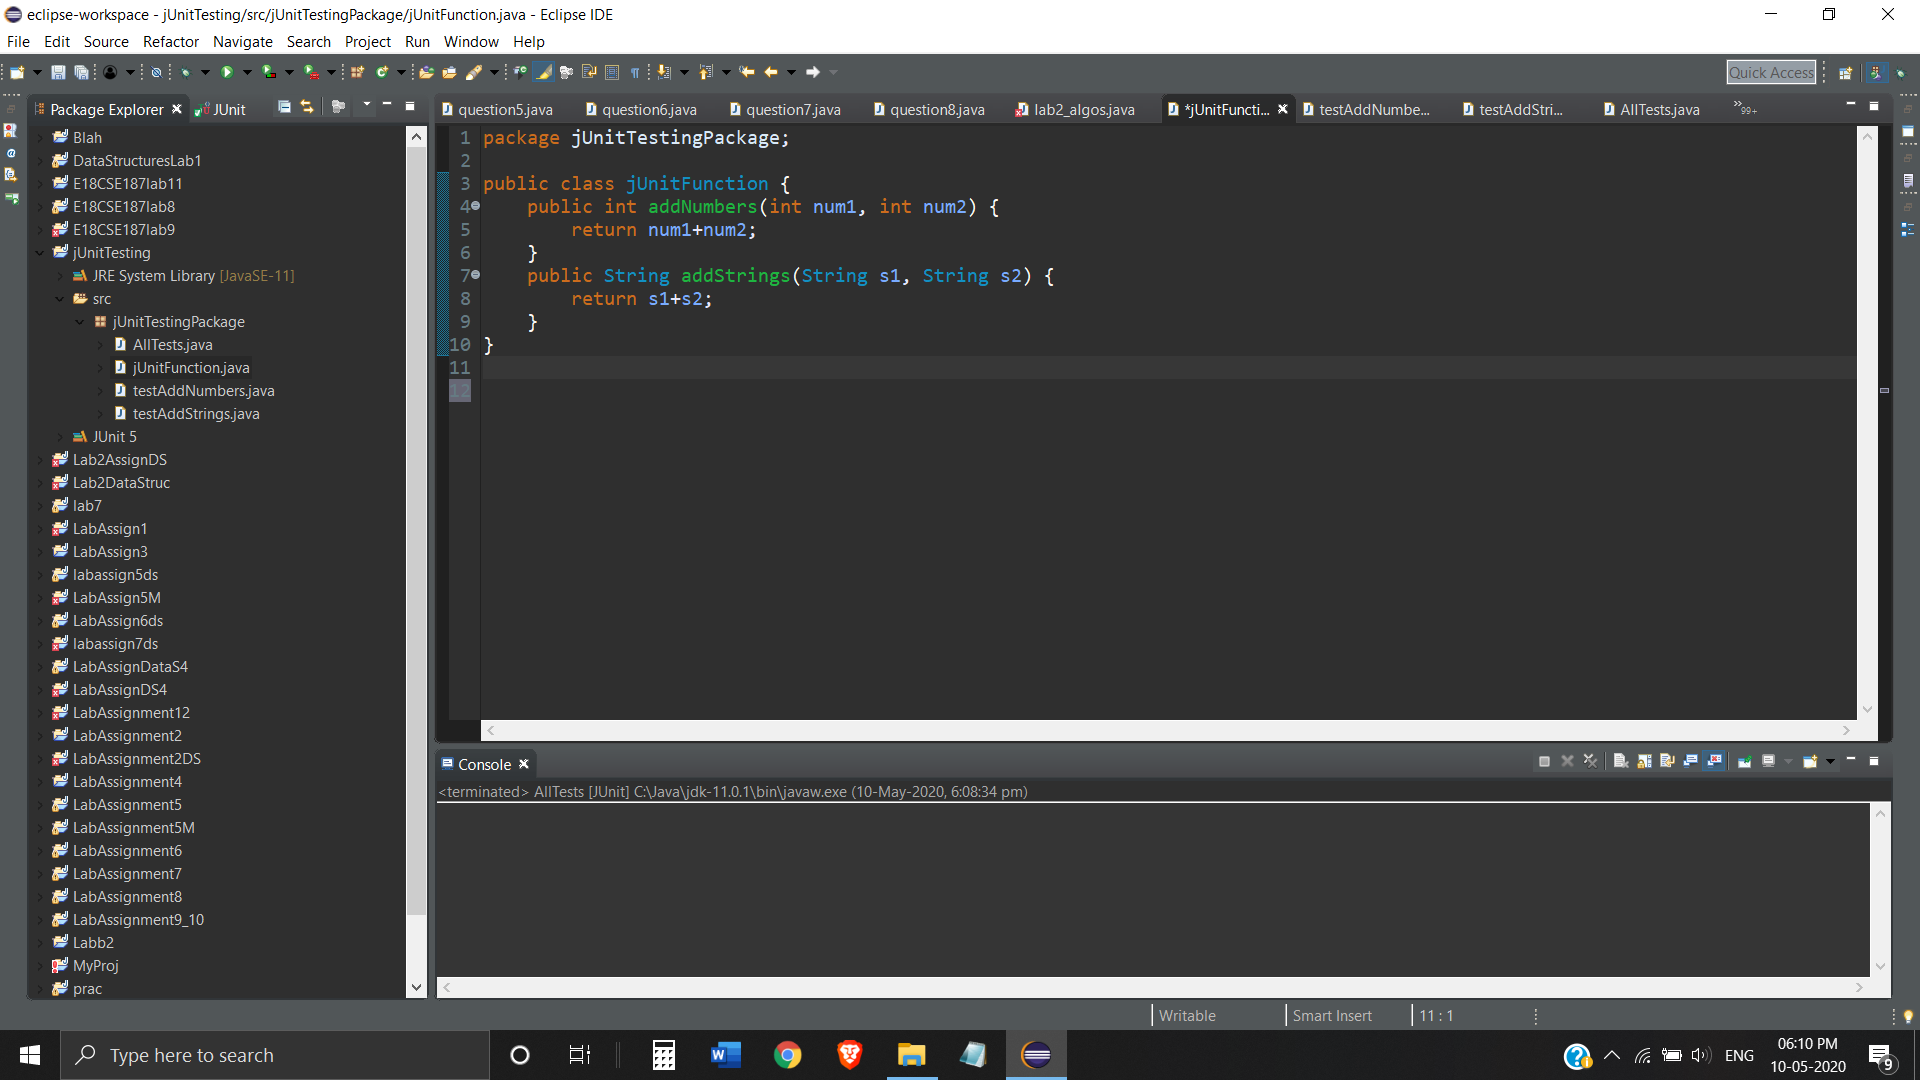 eclipse-workspace - jUnitTesting/src/jUnitTestingPackage/jUnitFunction.java - Eclipse IDE
File Edit Source Refactor Navigate Search Project Run Window Help
Quick Access
Package Explorer
JUnit
question5.java
question6.java
question7.java
question8.java
lab2_algos.java
*jUnitFuncti...
testAddNumbe...
testAddStri...
AllTests.java
99+
Blah
DataStructuresLab1
E18CSE187lab11
E18CSE187lab8
E18CSE187lab9
jUnitTesting
JRE System Library [JavaSE-11]
src
jUnitTestingPackage
AllTests.java
jUnitFunction.java
testAddNumbers.java
testAddStrings.java
JUnit 5
Lab2AssignDS
Lab2DataStruc
lab7
LabAssign1
LabAssign3
labassign5ds
LabAssign5M
LabAssign6ds
labassign7ds
LabAssignDataS4
LabAssignDS4
LabAssignment12
LabAssignment2
LabAssignment2DS
LabAssignment4
LabAssignment5
LabAssignment5M
LabAssignment6
LabAssignment7
LabAssignment8
LabAssignment9_10
Labb2
MyProj
prac
1 package jUnitTestingPackage;
2
3 public class jUnitFunction {
4 public int addNumbers(int num1, int num2) {
5 return num1+num2;
6 }
7 public String addStrings(String s1, String s2) {
8 return s1+s2;
9 }
10 }
11
12
Console
<terminated> AllTests [JUnit] C:\Java\jdk-11.0.1\bin\javaw.exe (10-May-2020, 6:08:34 pm)
Writable
Smart Insert
11 : 1
Type here to search
ENG
06:10 PM
10-05-2020
9